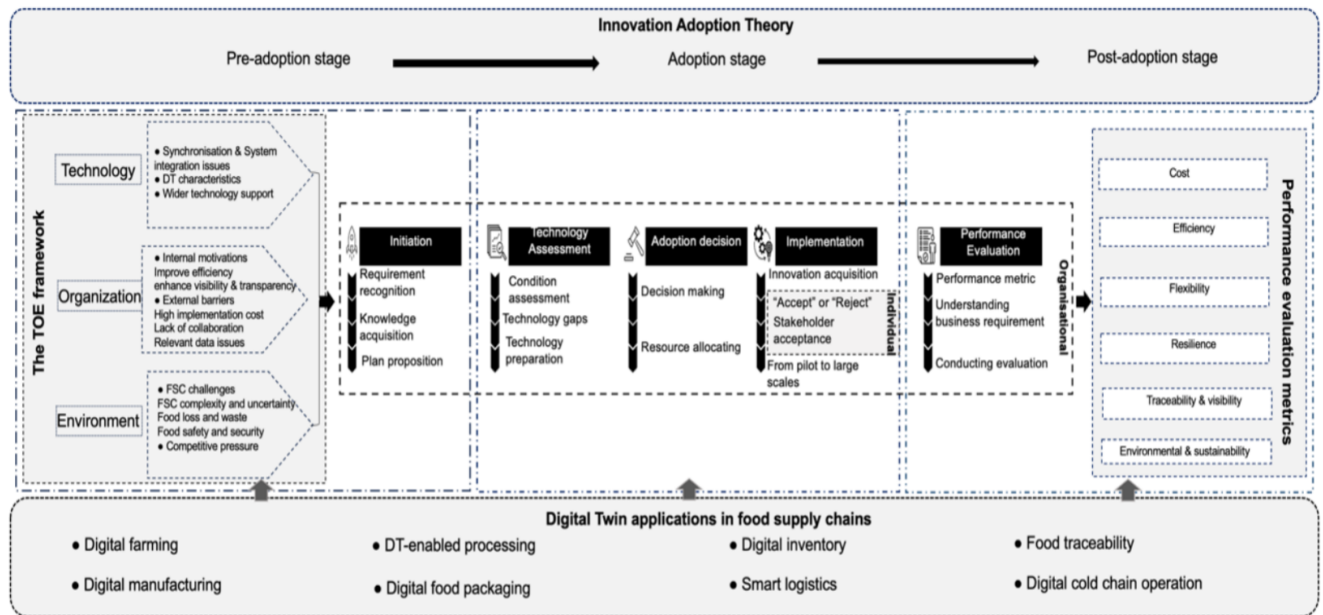 Innovation Adoption Theory
Pre-adoption stage
Adoption stage
Post-adoption stage
The TOE framework
Technology
● Synchronisation & System
integration issues
● DT characteristics
● Wider technology support
Organization
● Internal motivations
Improve efficiency
enhance visibility & transparency
● External barriers
High implementation cost
Lack of collaboration
Relevant data issues
Environment
● FSC challenges
FSC complexity and uncertainty
Food loss and waste
Food safety and security
● Competitive pressure
Initiation
Requirement
recognition
Knowledge
acquisition
Plan proposition
Technology
Assessment
Condition
assessment
Technology gaps
Technology
preparation
Adoption decision
Decision making
Resource allocating
Implementation
Innovation acquisition
“Accept” or “Reject”
Stakeholder
acceptance
Individual
From pilot to large
scales
Performance
Evaluation
Performance metric
Understanding
business requirement
Conducting evaluation
Organisational
Cost
Efficiency
Flexibility
Resilience
Traceability & visibility
Environmental & sustainability
Performance evaluation metrics
Digital Twin applications in food supply chains
● Digital farming
● DT-enabled processing
● Digital inventory
● Food traceability
● Digital manufacturing
● Digital food packaging
● Smart logistics
● Digital cold chain operation